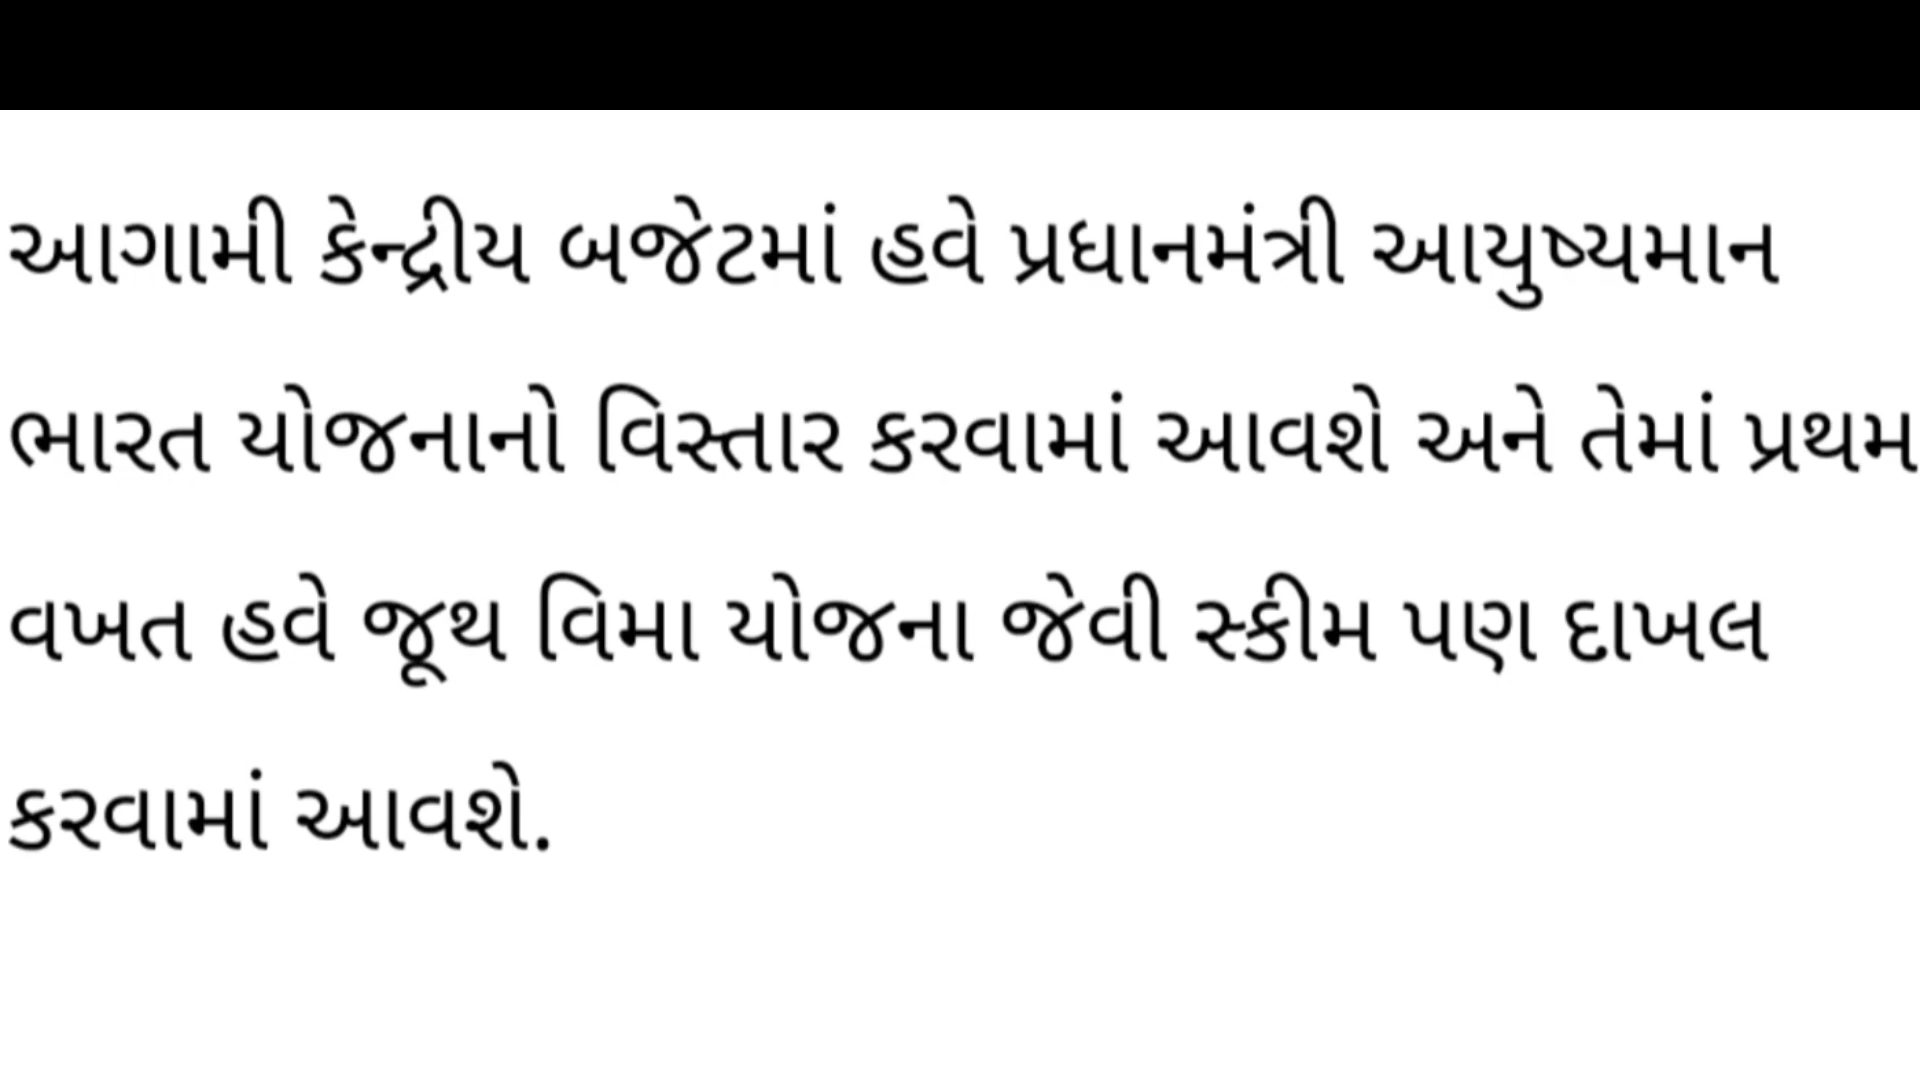 આગામી કેન્દ્રીય બજેટમાં હવે પ્રધાનમંત્રી આયુષ્યમાન
ભારત યોજનાનો વિસ્તાર કરવામાં આવશે અને તેમાં પ્રથમ
વખત હવે જૂથ વિમા યોજના જેવી સ્કીમ પણ દાખલ
કરવામાં આવશે.